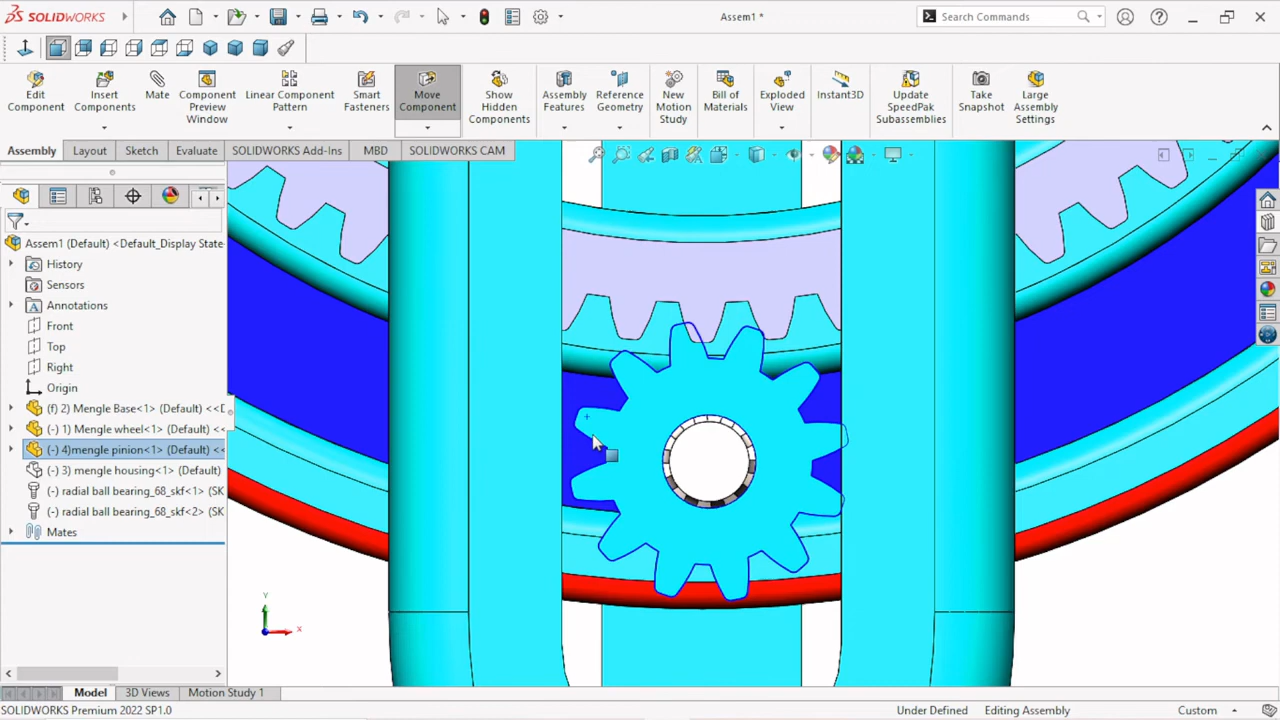 SOLIDWORKS
Assem1 *
Search Commands
Edit Component
Insert Components
Mate
Component Preview Window
Linear Component Pattern
Smart Fasteners
Move Component
Show Hidden Components
Assembly Features
Reference Geometry
New Motion Study
Bill of Materials
Exploded View
Instant3D
Update SpeedPak Subassemblies
Take Snapshot
Large Assembly Settings
Assembly
Layout
Sketch
Evaluate
SOLIDWORKS Add-Ins
MBD
SOLIDWORKS CAM
Assem1 (Default) <Default_Display State
History
Sensors
Annotations
Front
Top
Right
Origin
(f) 2) Mengle Base<1> (Default) <<D
(-) 1) Mengle wheel<1> (Default) <
(-) 4)mengle pinion<1> (Default) <<
(-) 3) mengle housing<1> (Default)
(-) radial ball bearing_68_skf<1> (SK
(-) radial ball bearing_68_skf<2> (SK
Mates
Y
X
Model
3D Views
Motion Study 1
SOLIDWORKS Premium 2022 SP1.0
Under Defined
Editing Assembly
Custom